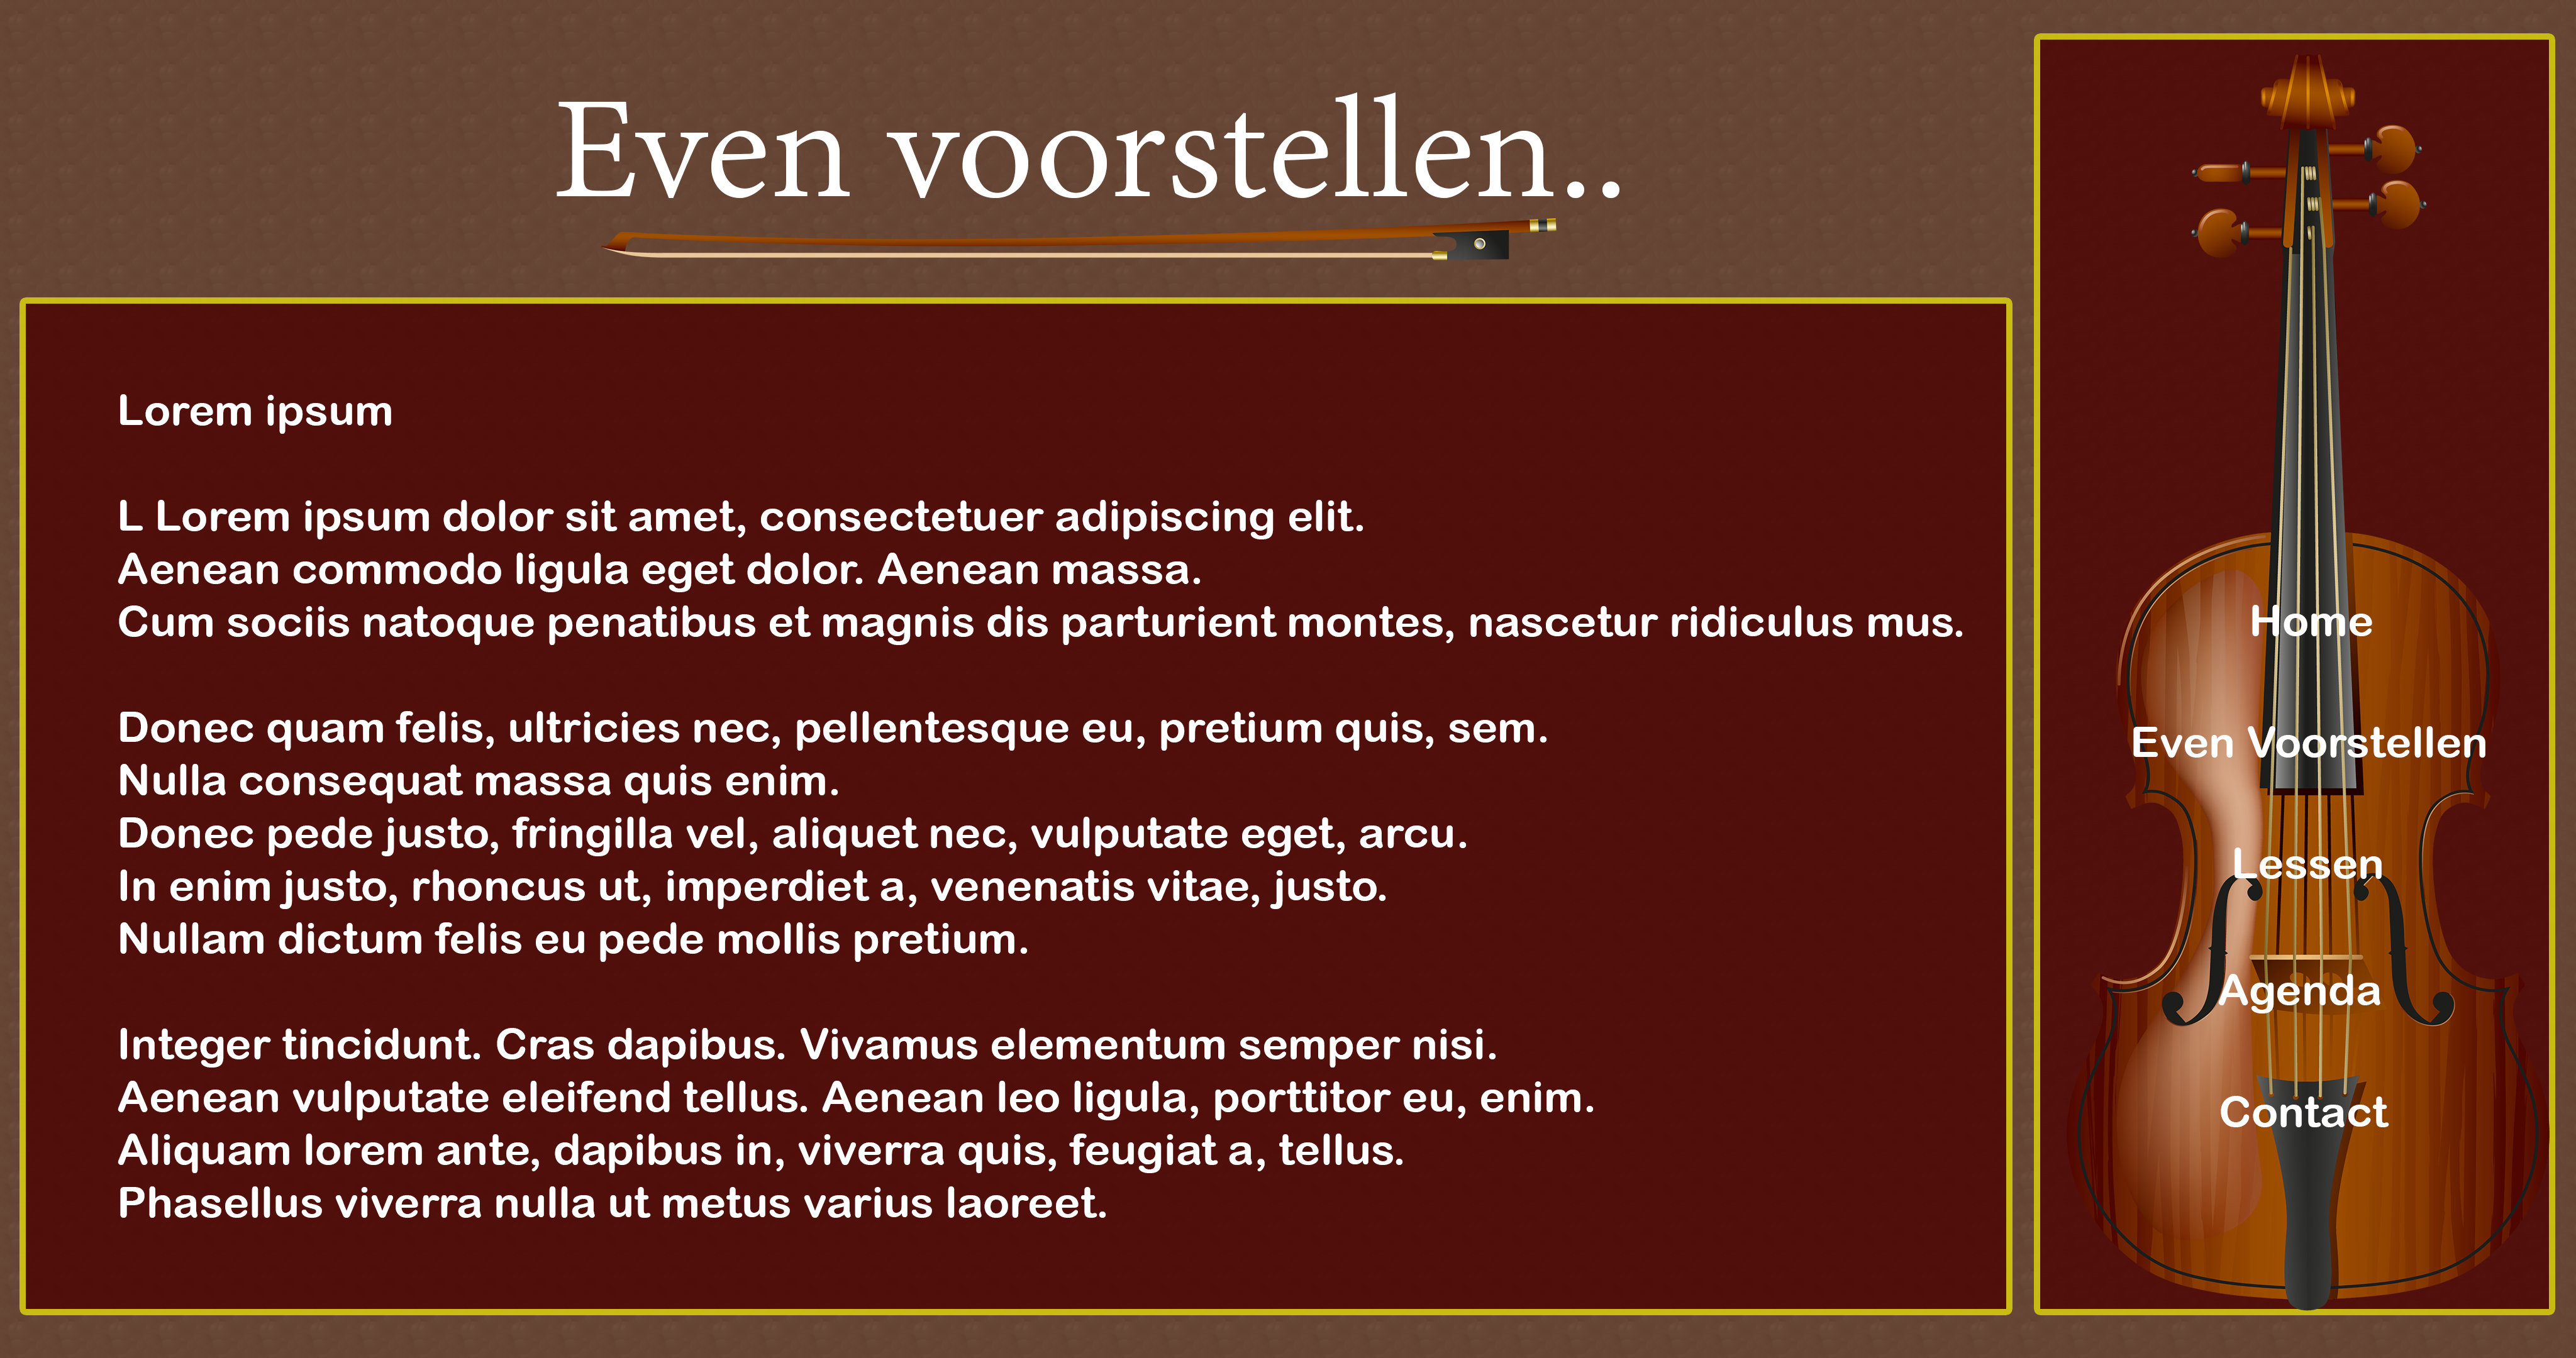 Even voorstellen..
Lorem ipsum
L Lorem ipsum dolor sit amet, consectetuer adipiscing elit.
Aenean commodo ligula eget dolor. Aenean massa.
Cum sociis natoque penatibus et magnis dis parturient montes, nascetur ridiculus mus.
Donec quam felis, ultricies nec, pellentesque eu, pretium quis, sem.
Nulla consequat massa quis enim.
Donec pede justo, fringilla vel, aliquet nec, vulputate eget, arcu.
In enim justo, rhoncus ut, imperdiet a, venenatis vitae, justo.
Nullam dictum felis eu pede mollis pretium.
Integer tincidunt. Cras dapibus. Vivamus elementum semper nisi.
Aenean vulputate eleifend tellus. Aenean leo ligula, porttitor eu, enim.
Aliquam lorem ante, dapibus in, viverra quis, feugiat a, tellus.
Phasellus viverra nulla ut metus varius laoreet.
Home
Even Voorstellen
Lessen
Agenda
Contact